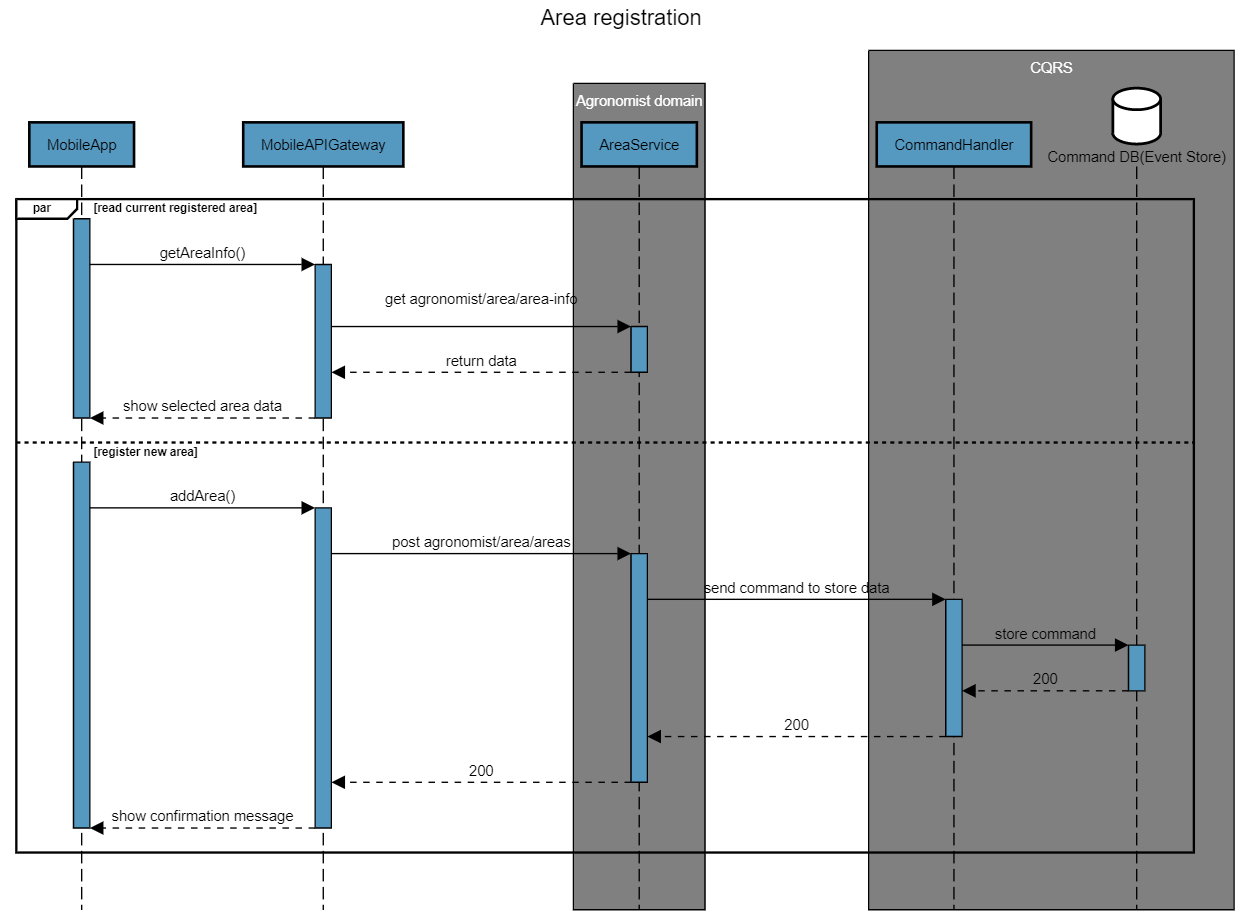 Area registration
CQRS
Agronomist domain
MobileApp
MobileAPIGateway
AreaService
CommandHandler
Command DB(Event Store)
par
[read current registered area]
getAreaInfo()
get agronomist/area/area-info
return data
show selected area data
[register new area]
addArea()
post agronomist/area/areas
send command to store data
store command
200
200
200
show confirmation message